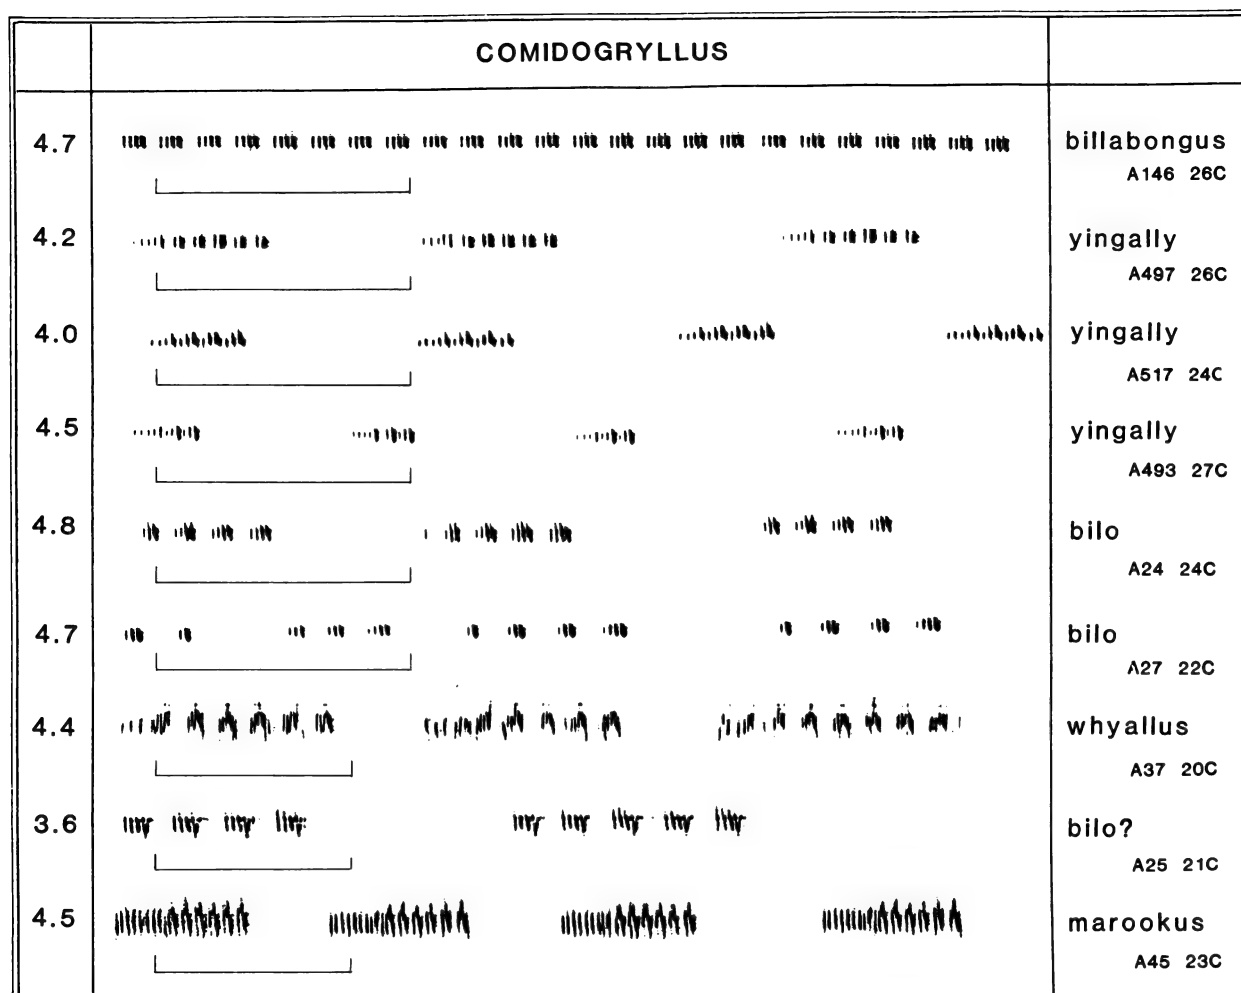 COMIDOGRYLLUS
4.7 billabongus
A146 26C
4.2 yingally
A497 26C
4.0 yingally
A517 24C
4.5 yingally
A493 27C
4.8 bilo
A24 24C
4.7 bilo
A27 22C
4.4 whyallus
A37 20C
3.6 bilo?
A25 21C
4.5 marookus
A45 23C